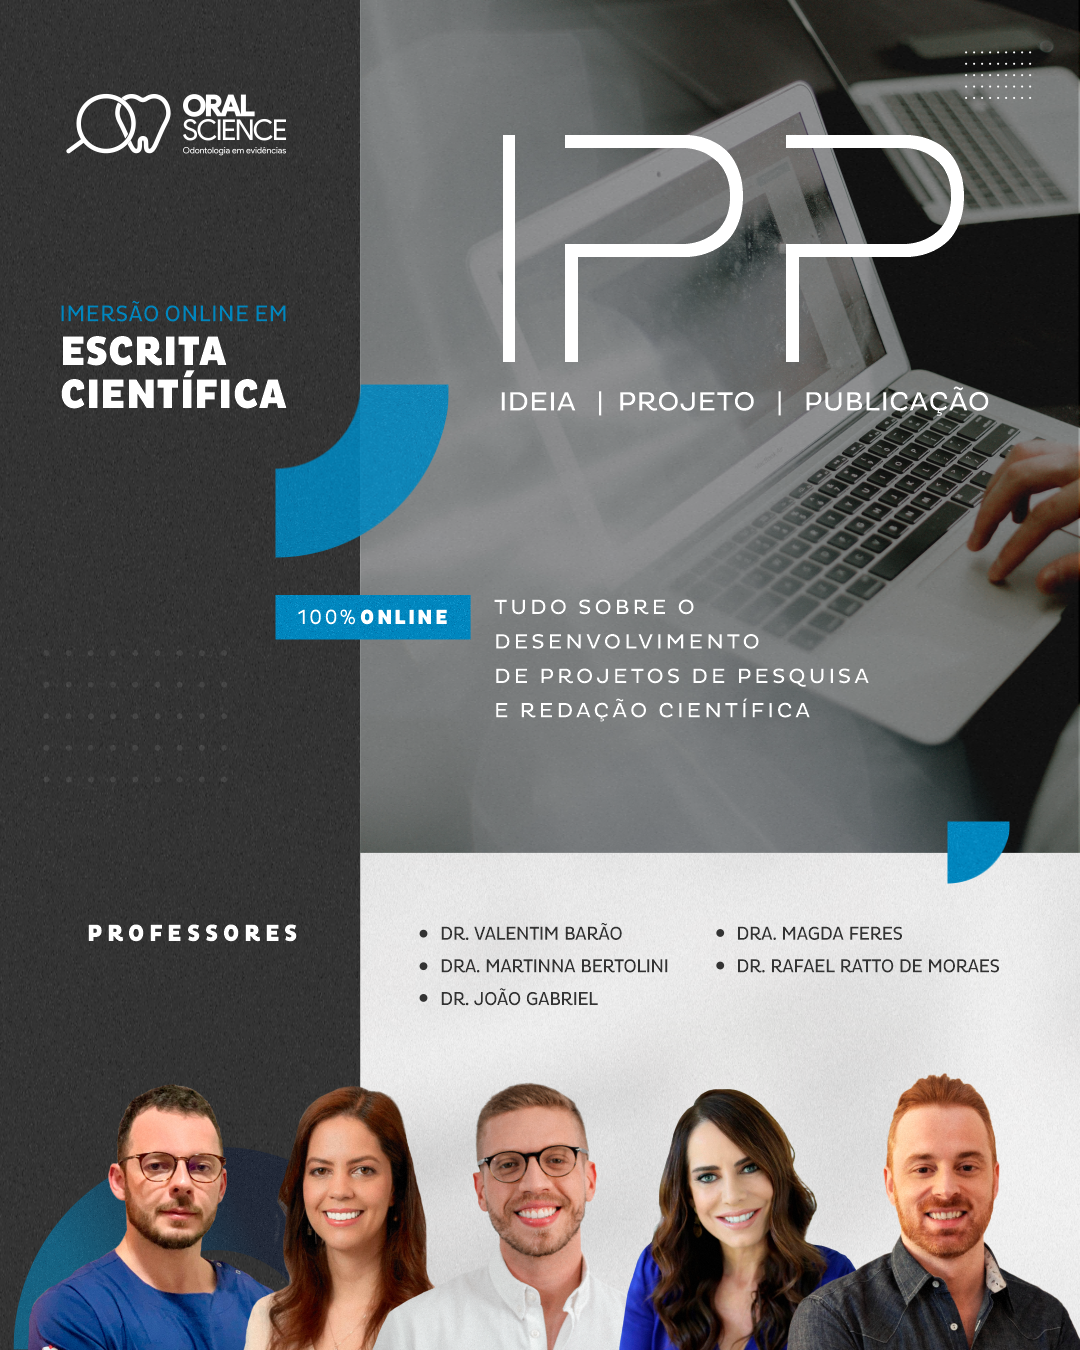 ORAL
SCIENCE
Odontologia em evidências
IPP
IDEIA | PROJETO | PUBLICAÇÃO
IMERSÃO ONLINE EM
ESCRITA
CIENTÍFICA
100% ONLINE
TUDO SOBRE O
DESENVOLVIMENTO
DE PROJETOS DE PESQUISA
E REDAÇÃO CIENTÍFICA
PROFESSORES
• DR. VALENTIM BARÃO
• DRA. MARTINNA BERTOLINI
• DR. JOÃO GABRIEL
• DRA. MAGDA FERES
• DR. RAFAEL RATTO DE MORAES